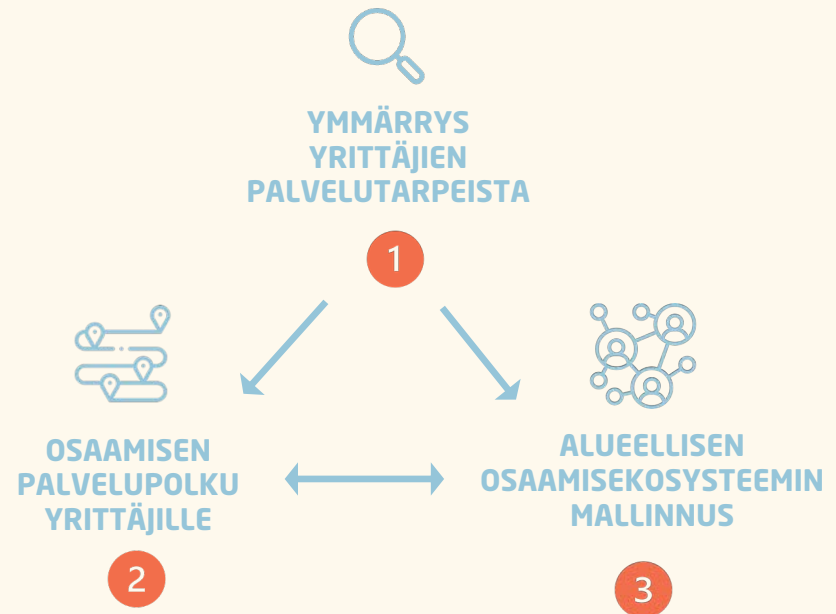 YMMÄRRYS
YRITTÄJIEN
PALVELUTARPEISTA
1
OSAAMISEN
PALVELUPOLKU
YRITTÄJILLE
2
ALUEELLISEN
OSAAMISEKOSYSTEEMIN
MALLINNUS
3